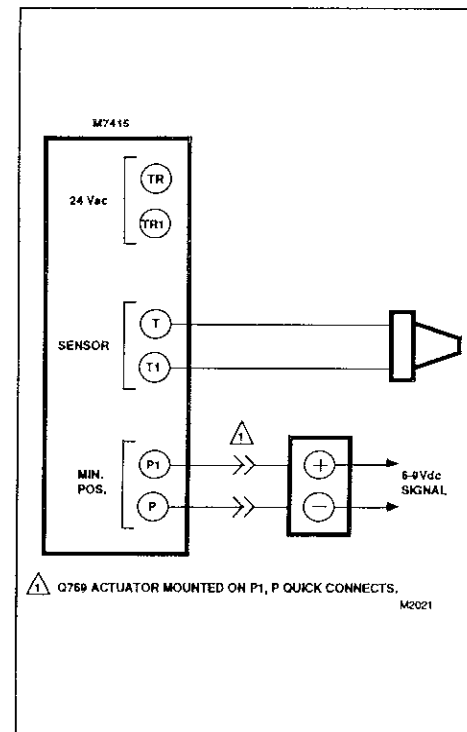 M7415
24 Vac
TR
TR1
SENSOR
T
T1
1
MIN.
POS.
P1
P
+
−
6-9Vdc
SIGNAL
1 Q769 ACTUATOR MOUNTED ON P1, P QUICK CONNECTS.
M2021